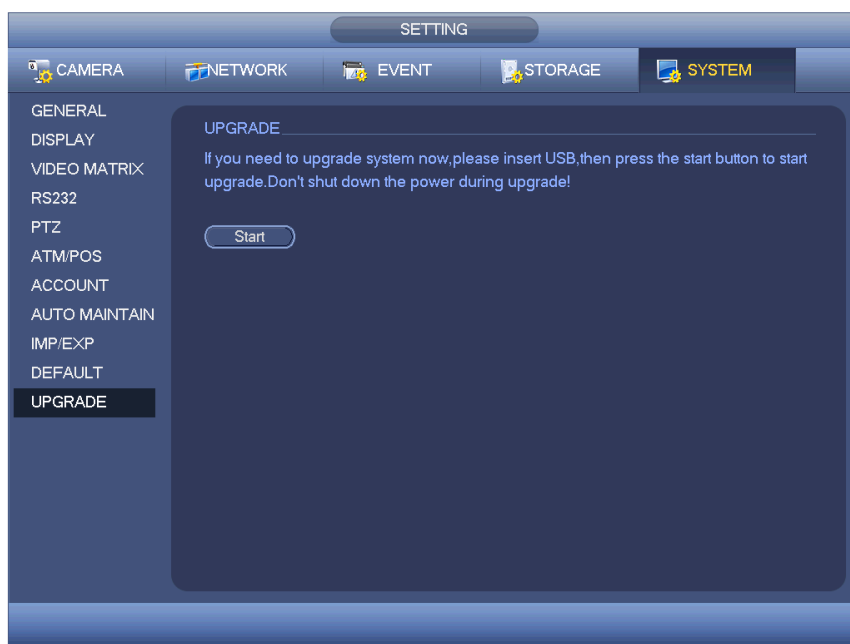 SETTING
CAMERA NETWORK EVENT STORAGE SYSTEM
GENERAL
DISPLAY
VIDEO MATRIX
RS232
PTZ
ATM/POS
ACCOUNT
AUTO MAINTAIN
IMP/EXP
DEFAULT
UPGRADE
UPGRADE
If you need to upgrade system now,please insert USB,then press the start button to start
upgrade.Don't shut down the power during upgrade!
Start